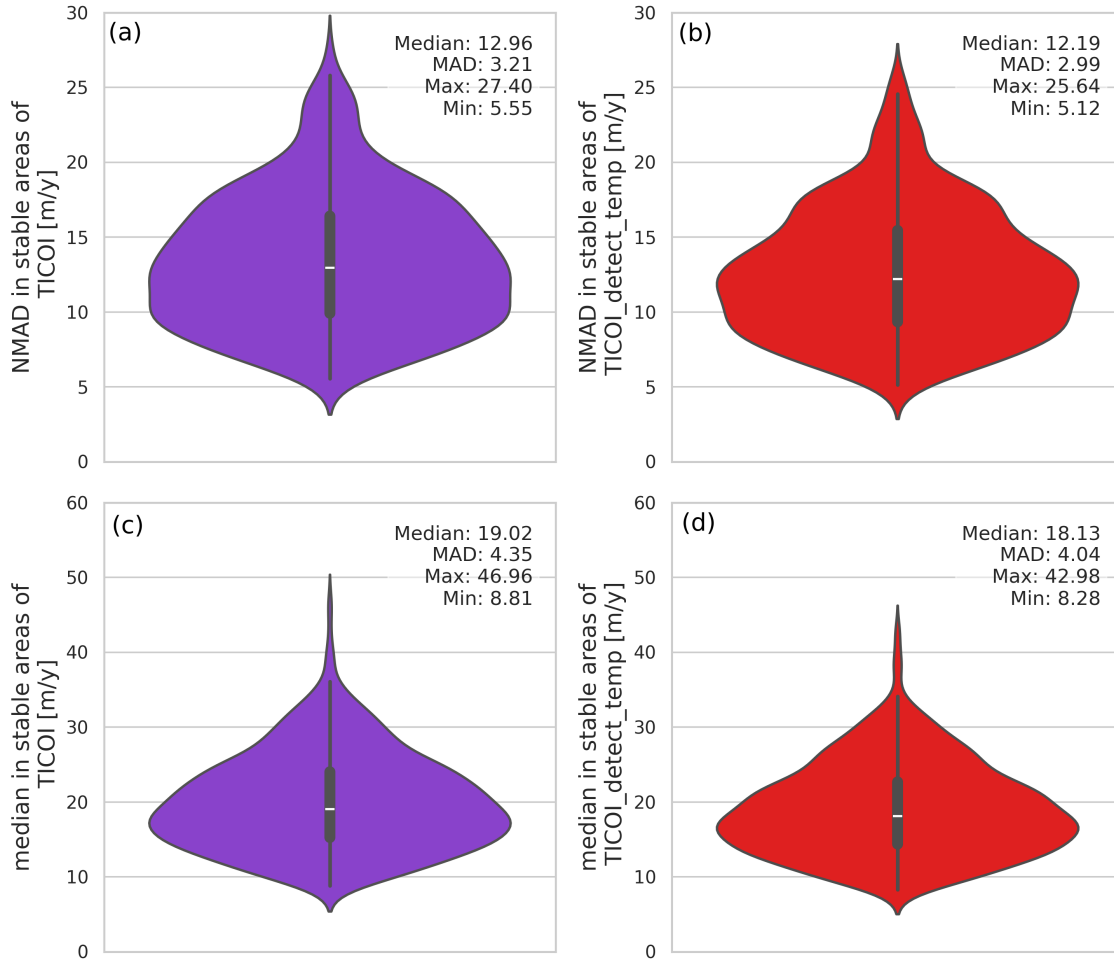 (a)
Median: 12.96
MAD: 3.21
Max: 27.40
Min: 5.55
30
25
20
15
10
5
0
NMAD in stable areas of
TICOI [m/y]
(b)
Median: 12.19
MAD: 2.99
Max: 25.64
Min: 5.12
30
25
20
15
10
5
0
NMAD in stable areas of
TICOI_detect_temp [m/y]
(c)
Median: 19.02
MAD: 4.35
Max: 46.96
Min: 8.81
60
50
40
30
20
10
0
median in stable areas of
TICOI [m/y]
(d)
Median: 18.13
MAD: 4.04
Max: 42.98
Min: 8.28
60
50
40
30
20
10
0
median in stable areas of
TICOI_detect_temp [m/y]